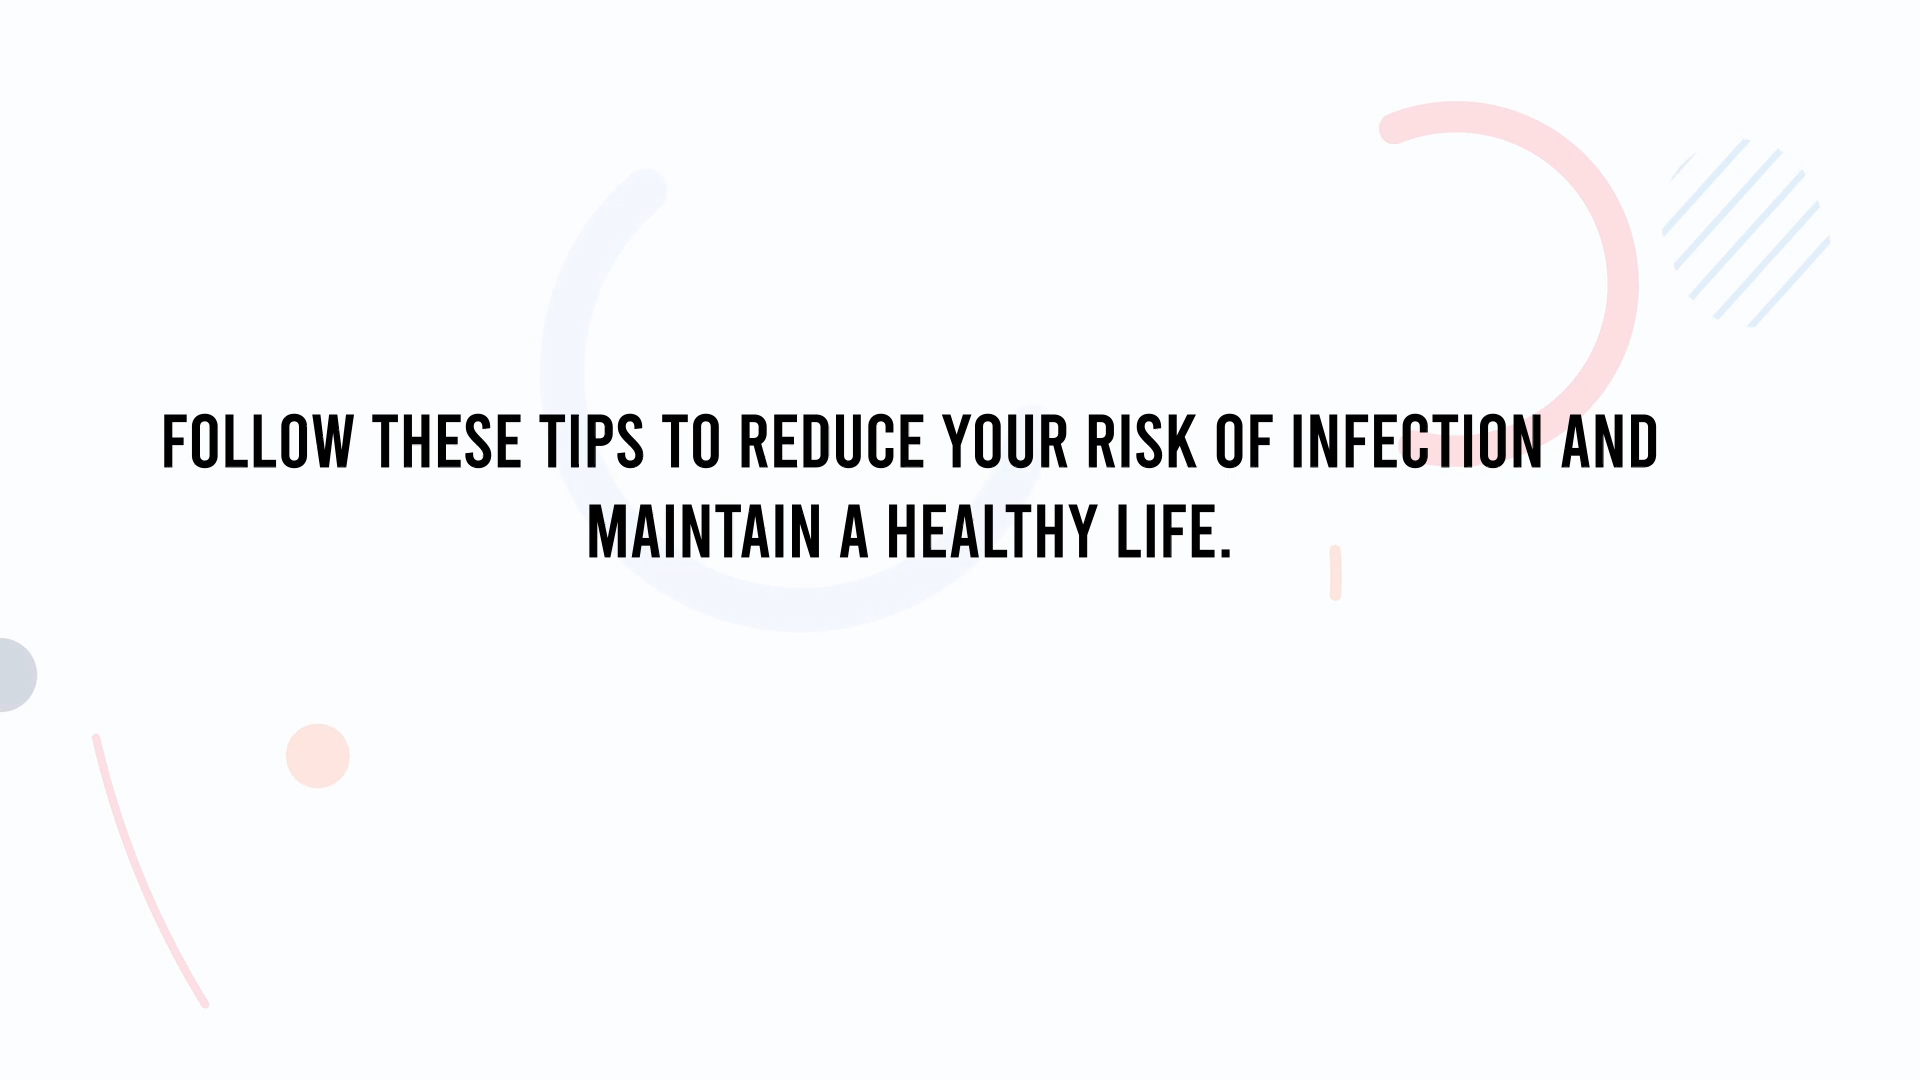 FOLLOW THESE TIPS TO REDUCE YOUR RISK OF INFECTION AND
MAINTAIN A HEALTHY LIFE.